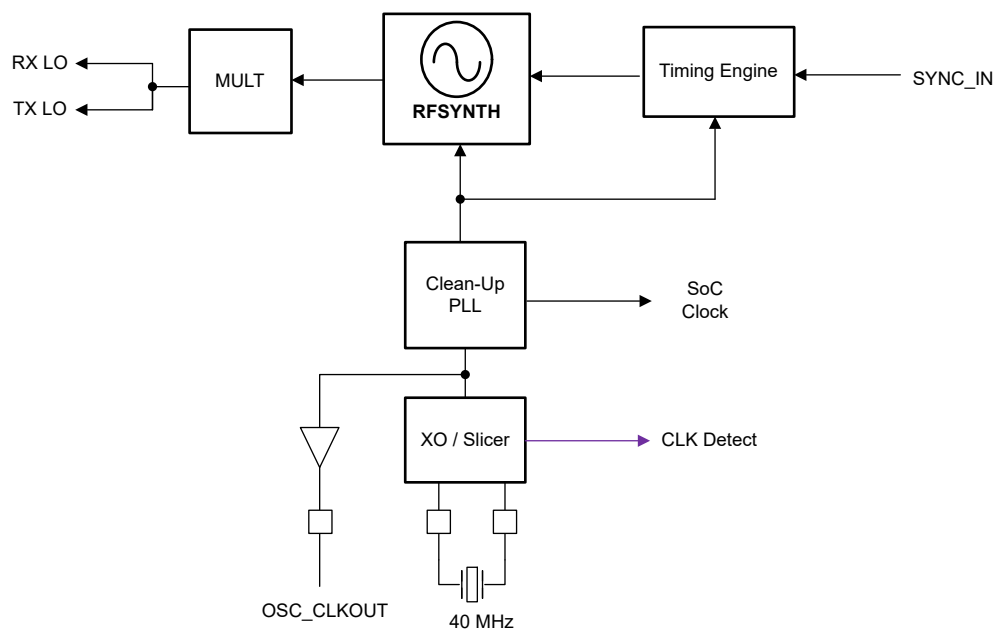 RX LO
TX LO
MULT
RFSYNTH
Timing Engine
SYNC_IN
Clean-Up
PLL
SoC
Clock
XO / Slicer
CLK Detect
OSC_CLKOUT
40 MHz